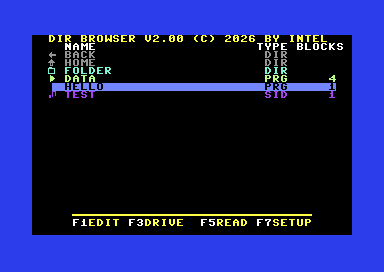 DIR BROWSER V2.00 (C) 2026 BY INTEL
NAME TYPE BLOCKS
BACK DIR
HOME DIR
FOLDER DIR
DATA PRG 4
HELLO PRG 1
TEST SID 1
F1EDIT F3DRIVE F5READ F7SETUP